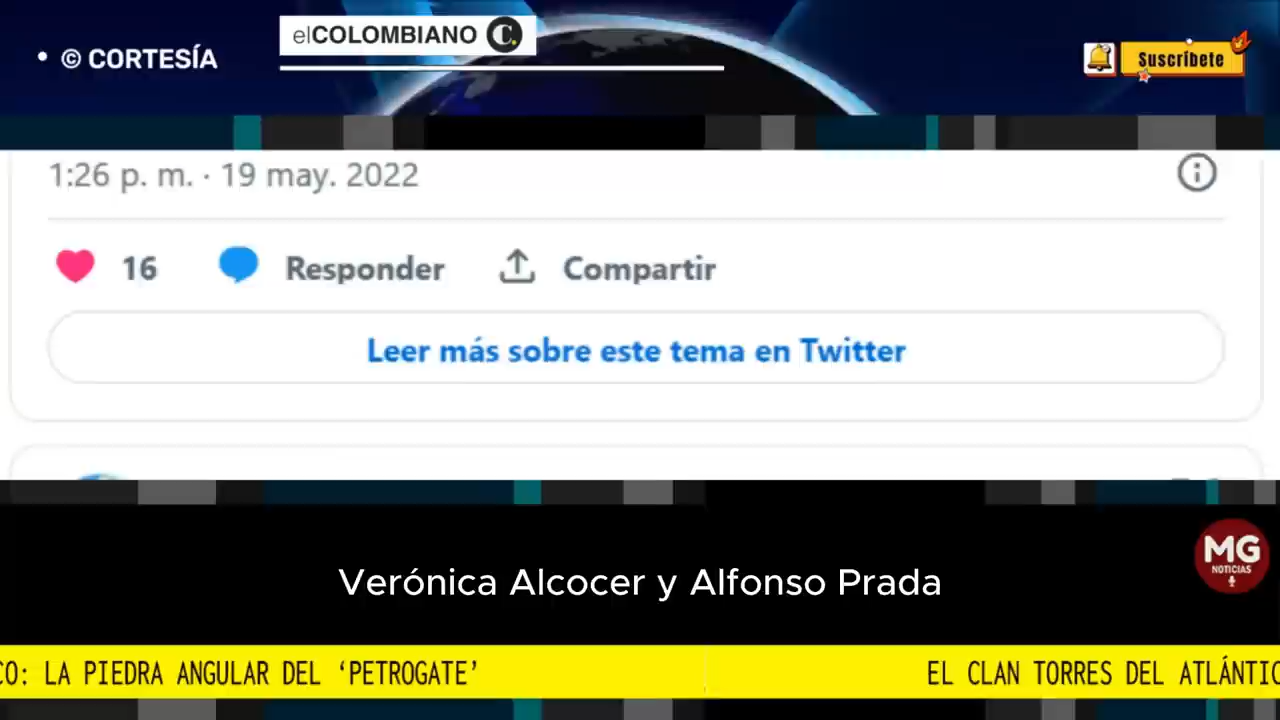 • © CORTESÍA
elCOLOMBIANO C.
Suscríbete
1:26 p. m. · 19 may. 2022
16 Responder Compartir
Leer más sobre este tema en Twitter
MG
NOTICIAS
Verónica Alcocer y Alfonso Prada
CO: LA PIEDRA ANGULAR DEL ‘PETROGATE’ EL CLAN TORRES DEL ATLÁNTIC